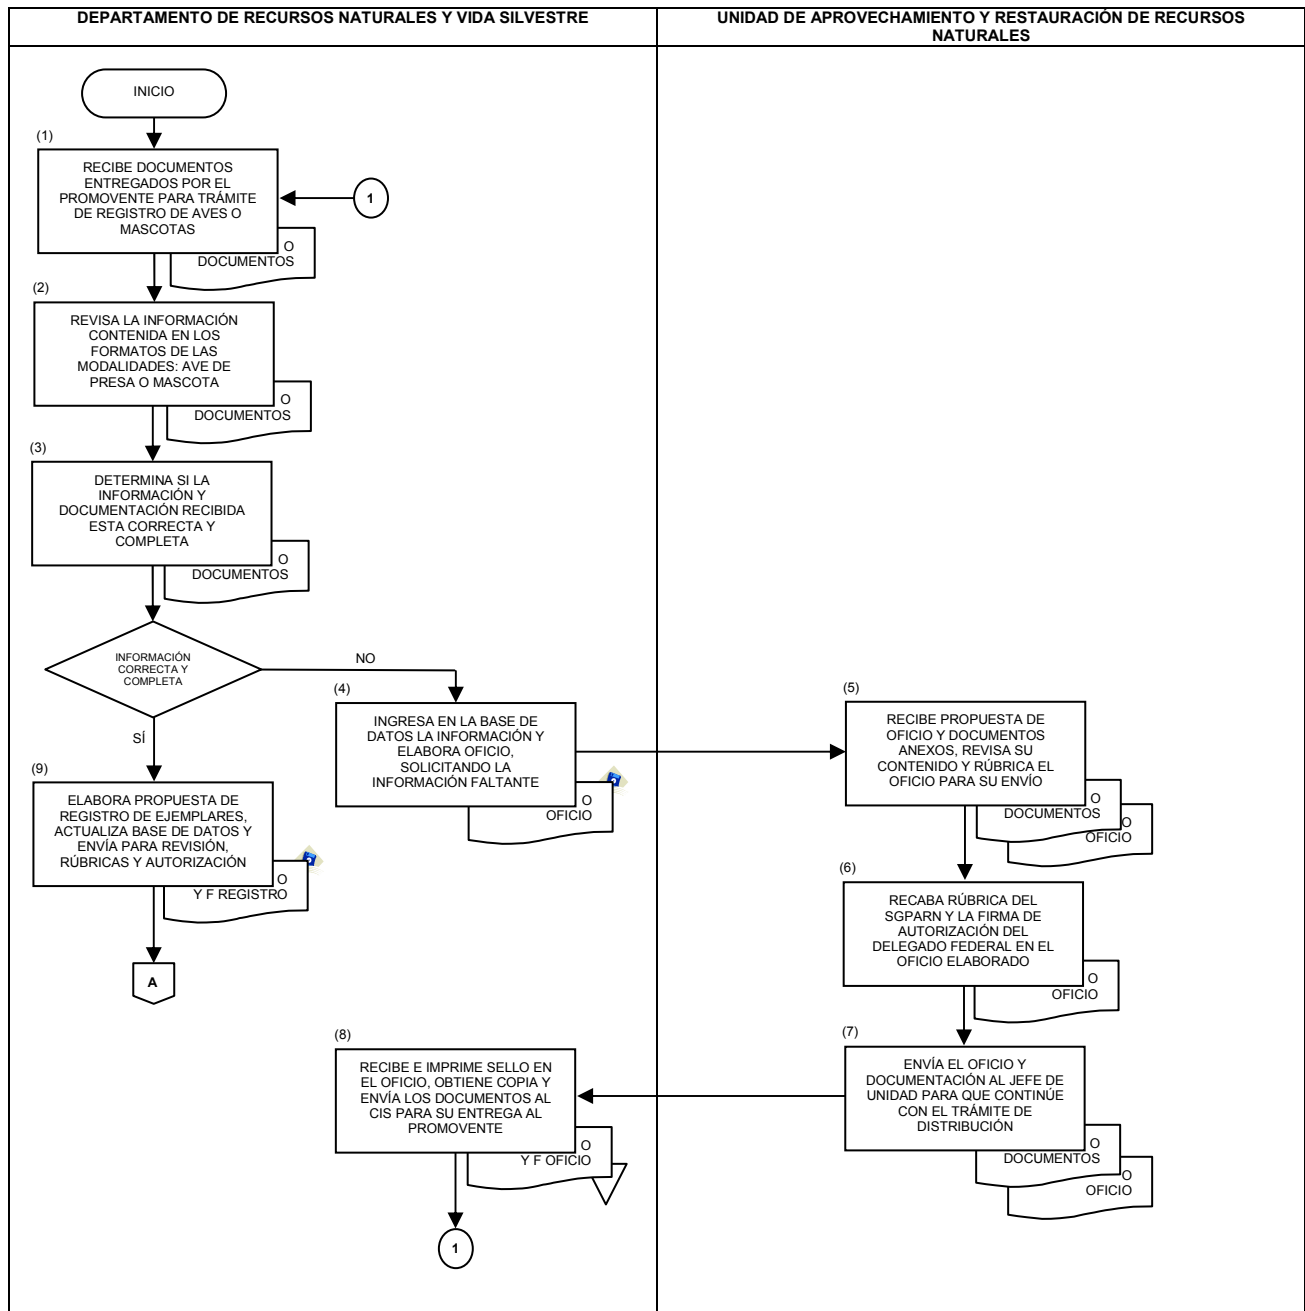 DEPARTAMENTO DE RECURSOS NATURALES Y VIDA SILVESTRE
UNIDAD DE APROVECHAMIENTO Y RESTAURACIÓN DE RECURSOS
NATURALES
INICIO
(1)
RECIBE DOCUMENTOS
ENTREGADOS POR EL
PROMOVENTE PARA TRÁMITE
DE REGISTRO DE AVES O
MASCOTAS
1
O
DOCUMENTOS
(2)
REVISA LA INFORMACIÓN
CONTENIDA EN LOS
FORMATOS DE LAS
MODALIDADES: AVE DE
PRESA O MASCOTA
O
DOCUMENTOS
(3)
DETERMINA SI LA
INFORMACIÓN Y
DOCUMENTACIÓN RECIBIDA
ESTA CORRECTA Y
COMPLETA
O
DOCUMENTOS
INFORMACIÓN
CORRECTA Y
COMPLETA
NO
SÍ
(4)
INGRESA EN LA BASE DE
DATOS LA INFORMACIÓN Y
ELABORA OFICIO,
SOLICITANDO LA
INFORMACIÓN FALTANTE
O
OFICIO
(5)
RECIBE PROPUESTA DE
OFICIO Y DOCUMENTOS
ANEXOS, REVISA SU
CONTENIDO Y RÚBRICA EL
OFICIO PARA SU ENVÍO
O
DOCUMENTOS
O
OFICIO
(9)
ELABORA PROPUESTA DE
REGISTRO DE EJEMPLARES,
ACTUALIZA BASE DE DATOS Y
ENVÍA PARA REVISIÓN,
RÚBRICAS Y AUTORIZACIÓN
O
Y F REGISTRO
A
(6)
RECABA RÚBRICA DEL
SGPARN Y LA FIRMA DE
AUTORIZACIÓN DEL
DELEGADO FEDERAL EN EL
OFICIO ELABORADO
O
OFICIO
(7)
ENVÍA EL OFICIO Y
DOCUMENTACIÓN AL JEFE DE
UNIDAD PARA QUE CONTINÚE
CON EL TRÁMITE DE
DISTRIBUCIÓN
O
DOCUMENTOS
O
OFICIO
(8)
RECIBE E IMPRIME SELLO EN
EL OFICIO, OBTIENE COPIA Y
ENVÍA LOS DOCUMENTOS AL
CIS PARA SU ENTREGA AL
PROMOVENTE
O
Y F OFICIO
1